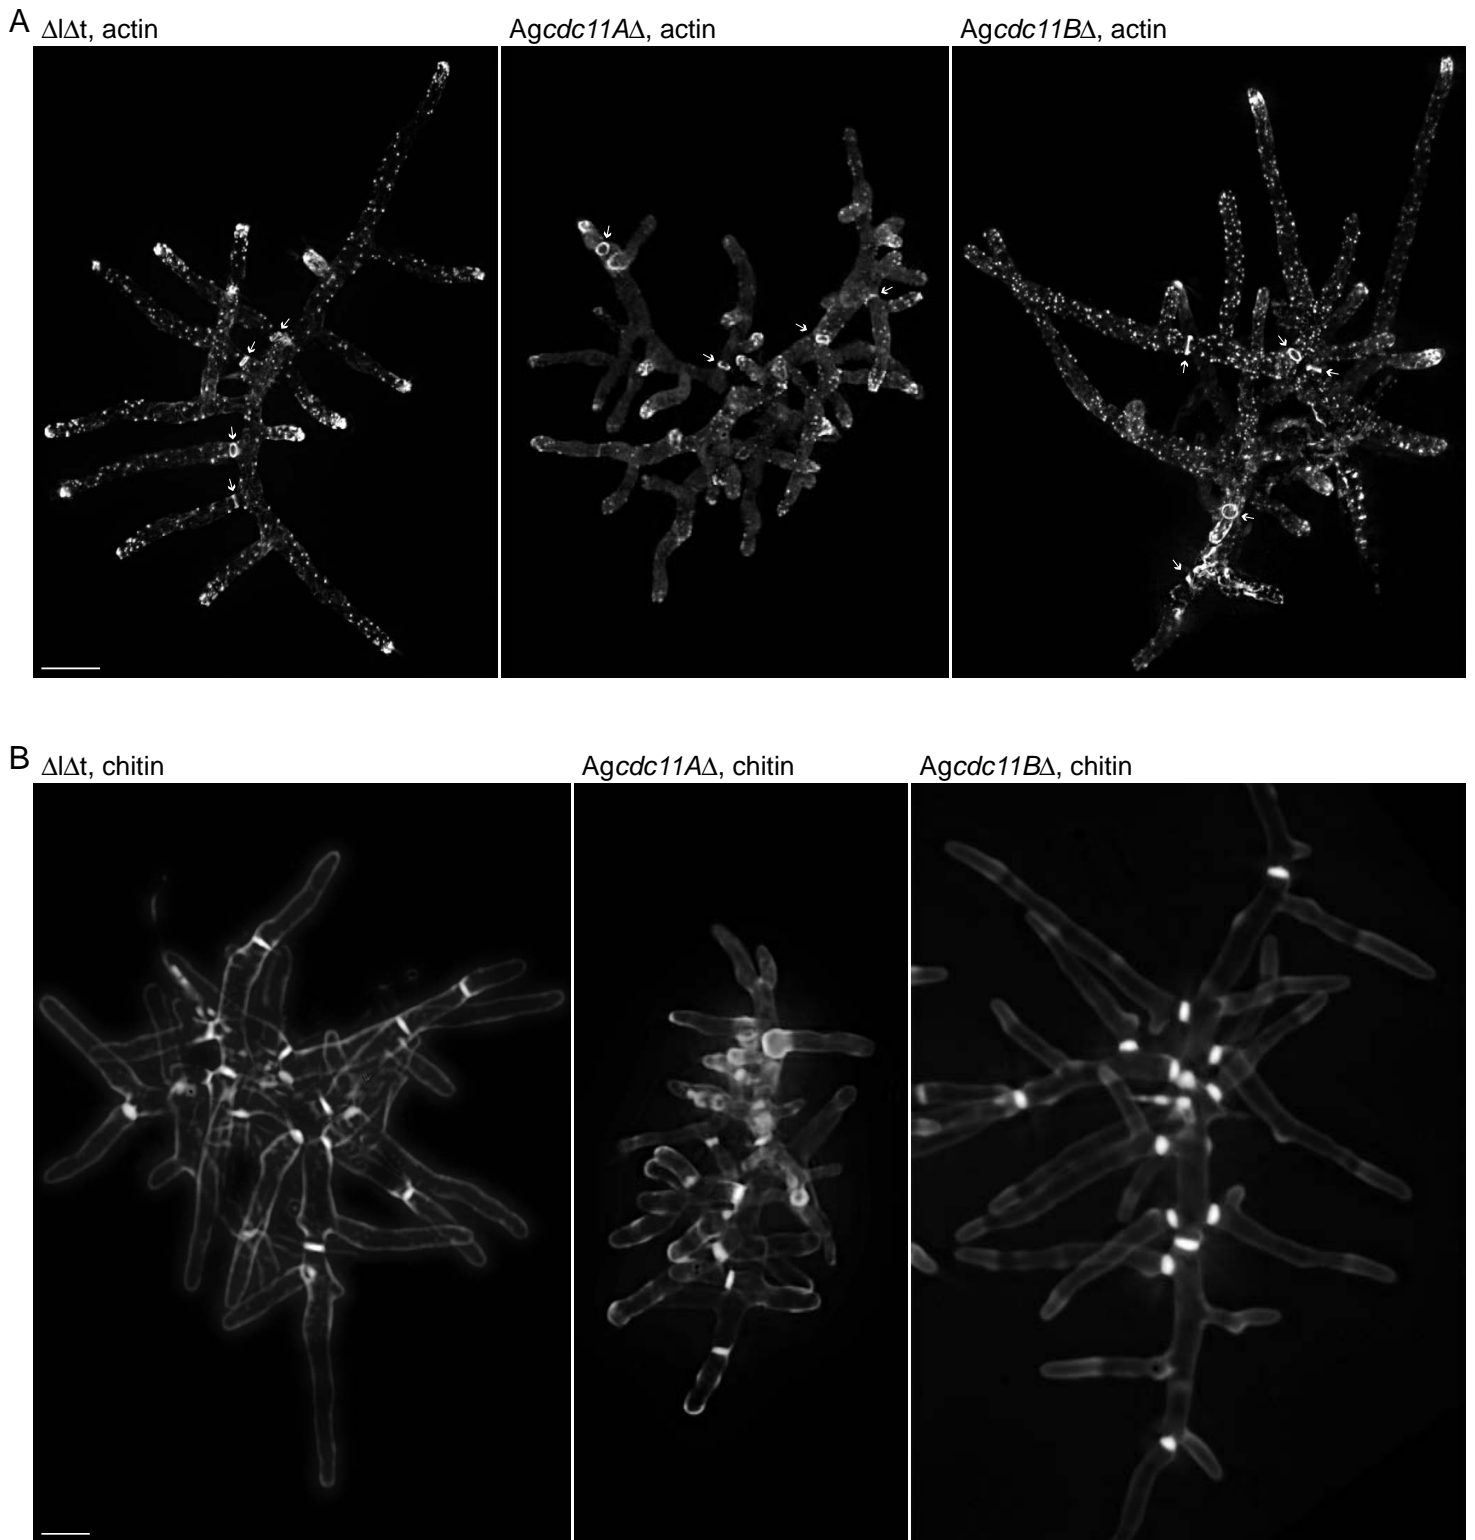 A
ΔlΔt, actin
Agcdc11AΔ, actin
Agcdc11BΔ, actin
B
ΔlΔt, chitin
Agcdc11AΔ, chitin
Agcdc11BΔ, chitin